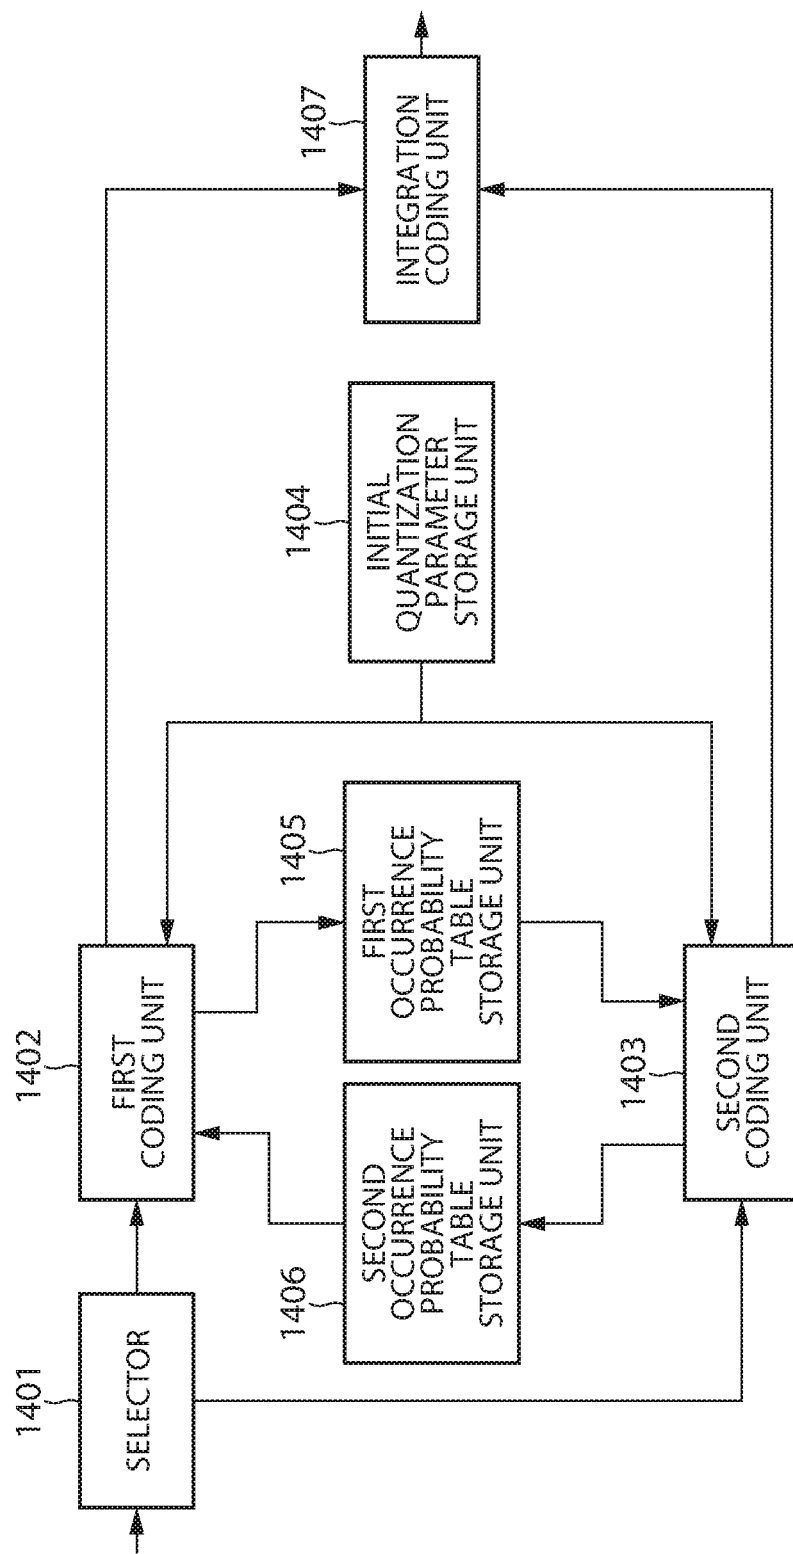 1401
SELECTOR
1402
FIRST
CODING UNIT
1406
SECOND
OCCURRENCE
PROBABILITY
TABLE
STORAGE UNIT
1405
FIRST
OCCURRENCE
PROBABILITY
TABLE
STORAGE UNIT
1403
SECOND
CODING UNIT
1404
INITIAL
QUANTIZATION
PARAMETER
STORAGE UNIT
1407
INTEGRATION
CODING UNIT